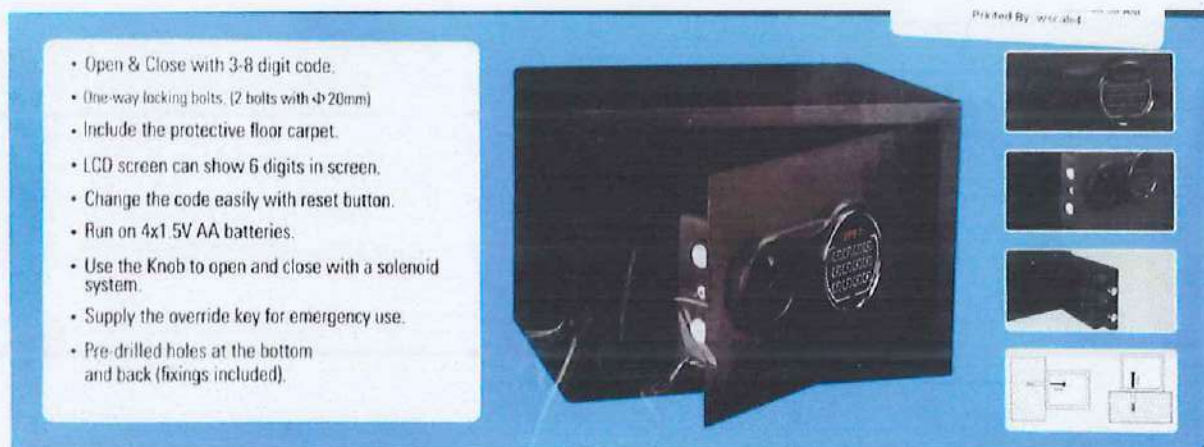 Printed By:
• Open & Close with 3-8 digit code.
• One-way locking bolts. (2 bolts with Φ 20mm)
• Include the protective floor carpet.
• LCD screen can show 6 digits in screen.
• Change the code easily with reset button.
• Run on 4x1.5V AA batteries.
• Use the Knob to open and close with a solenoid
system.
• Supply the override key for emergency use.
• Pre-drilled holes at the bottom
and back (fixings included).